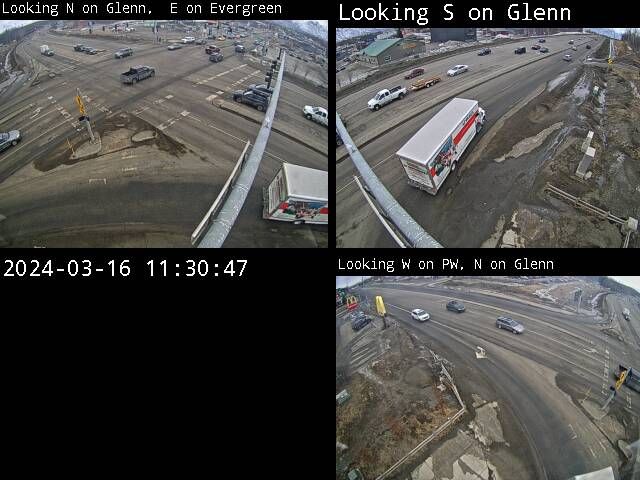 Looking N on Glenn,  E on Evergreen
Looking S on Glenn
2024-03-16 11:30:47
Looking W on PW, N on Glenn